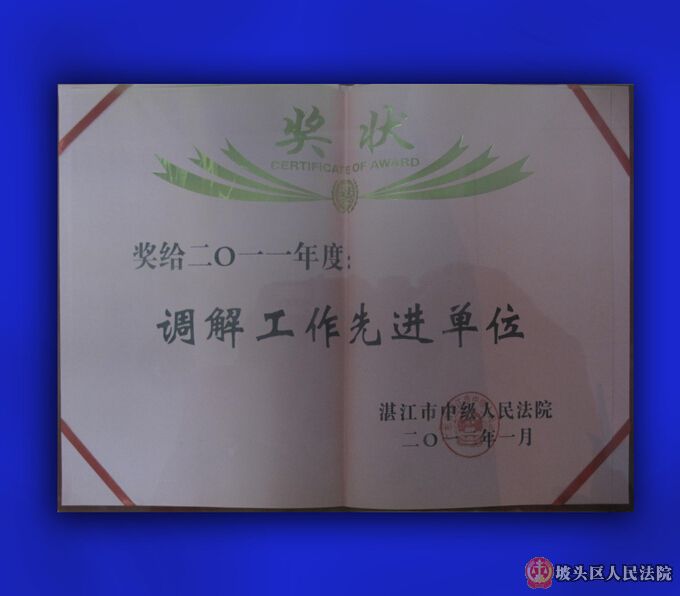 奖状
CERTIFICATE OF AWARD
奖给二〇一一年度:
调解工作先进单位
湛江市中级人民法院
二〇一二年一月
坡头区人民法院